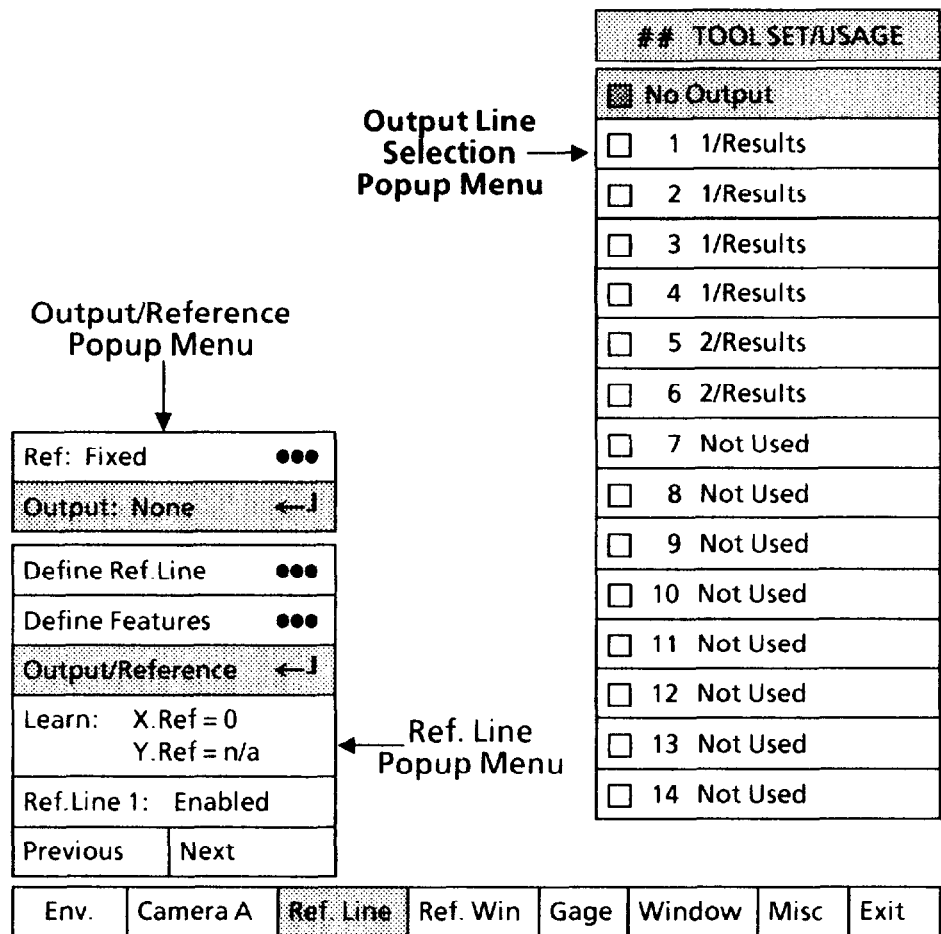 ## TOOL SET/USAGE
No Output
Output Line
Selection
Popup Menu
1 1/Results
2 1/Results
3 1/Results
4 1/Results
5 2/Results
6 2/Results
7 Not Used
8 Not Used
9 Not Used
10 Not Used
11 Not Used
12 Not Used
13 Not Used
14 Not Used
Output/Reference
Popup Menu
Ref: Fixed
Output: None
Define Ref.Line
Define Features
Output/Reference
Learn: X.Ref = 0
Y.Ref = n/a
Ref. Line
Popup Menu
Ref.Line 1: Enabled
Previous Next
Env. Camera A Ref. Line Ref. Win Gage Window Misc Exit